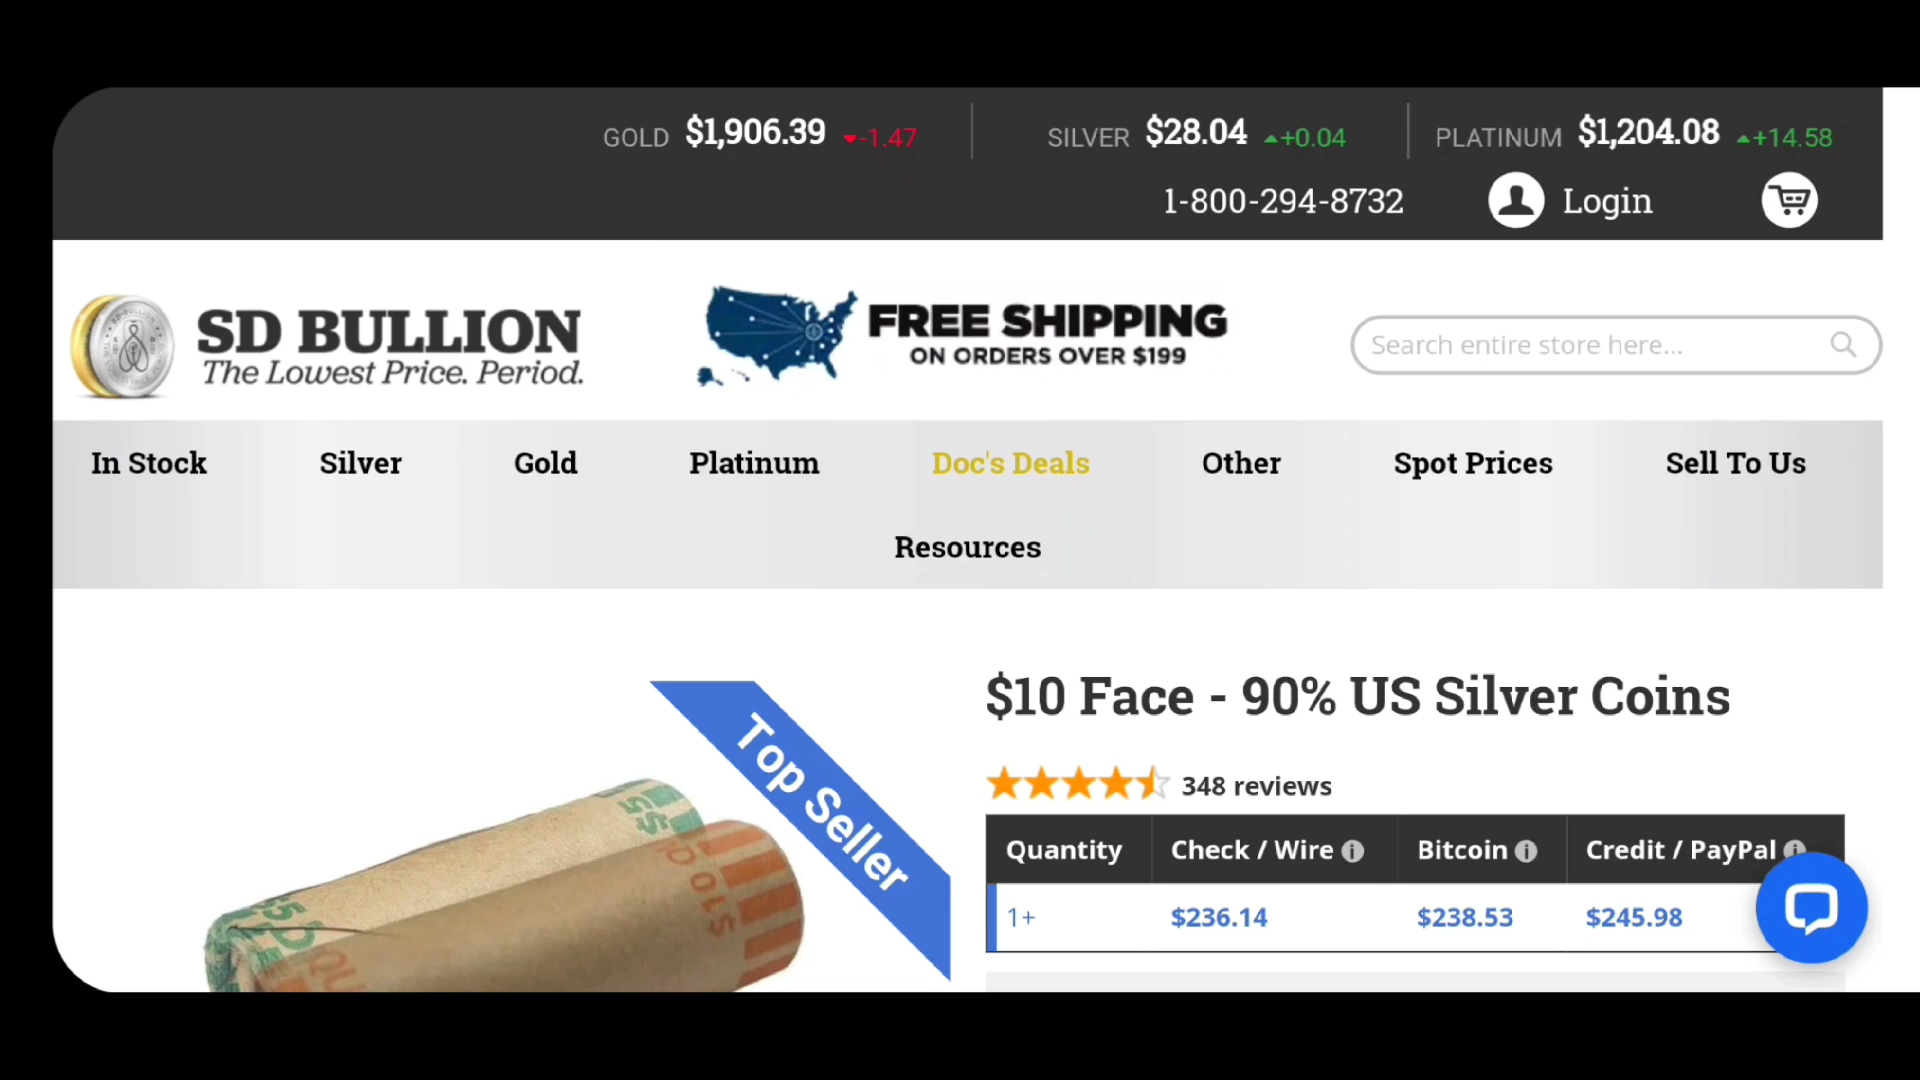 GOLD $1,906.39 -1.47 SILVER $28.04 +0.04 PLATINUM $1,204.08 +14.58
1-800-294-8732 Login
SD BULLION
The Lowest Price. Period.
FREE SHIPPING
ON ORDERS OVER $199
Search entire store here...
In Stock Silver Gold Platinum Doc's Deals Other Spot Prices Sell To Us
Resources
Top Seller
$10 Face - 90% US Silver Coins
348 reviews
Quantity Check / Wire Bitcoin Credit / PayPal
1+ $236.14 $238.53 $245.98